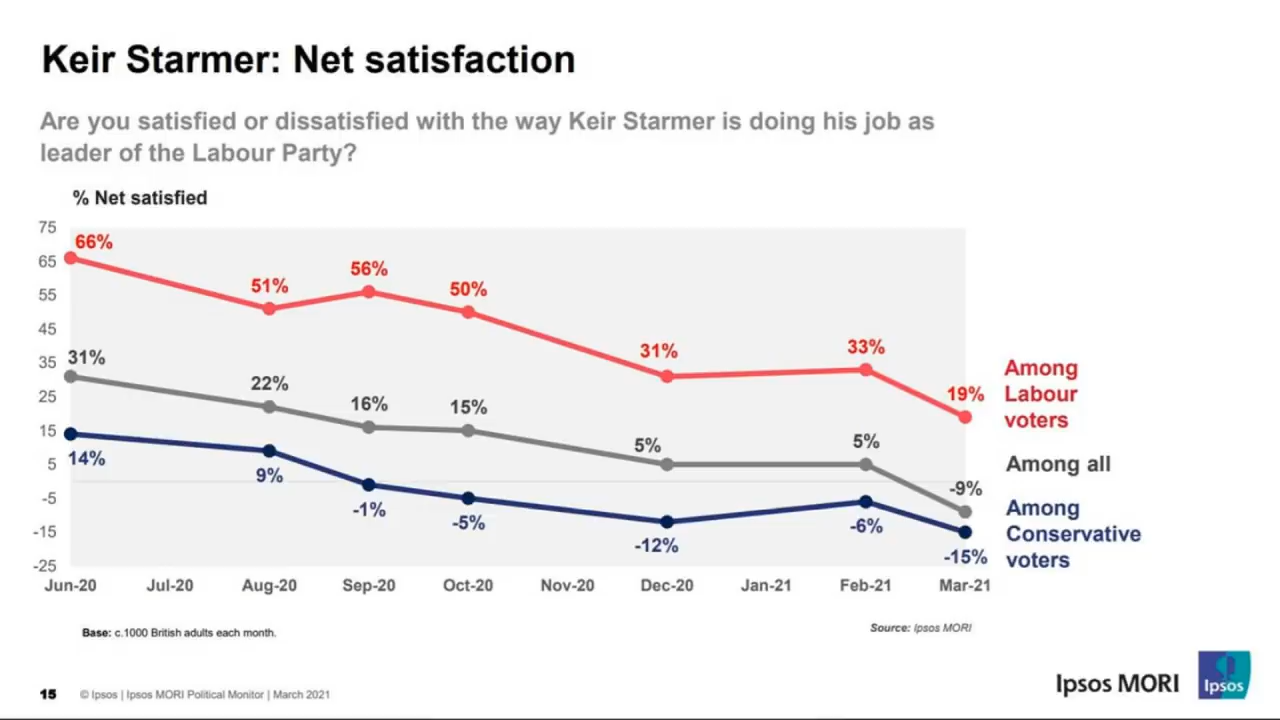 Keir Starmer: Net satisfaction
Are you satisfied or dissatisfied with the way Keir Starmer is doing his job as
leader of the Labour Party?
% Net satisfied
75
65
55
45
35
25
15
5
-5
-15
-25
66%
51%
56%
50%
31%
33%
19%
31%
22%
16%
15%
5%
5%
-9%
14%
9%
-1%
-5%
-12%
-6%
-15%
Among
Labour
voters
Among all
Among
Conservative
voters
Jun-20 Jul-20 Aug-20 Sep-20 Oct-20 Nov-20 Dec-20 Jan-21 Feb-21 Mar-21
Base: c.1000 British adults each month.
Source: Ipsos MORI
15 © Ipsos | Ipsos MORI Political Monitor | March 2021
Ipsos MORI
Ipsos